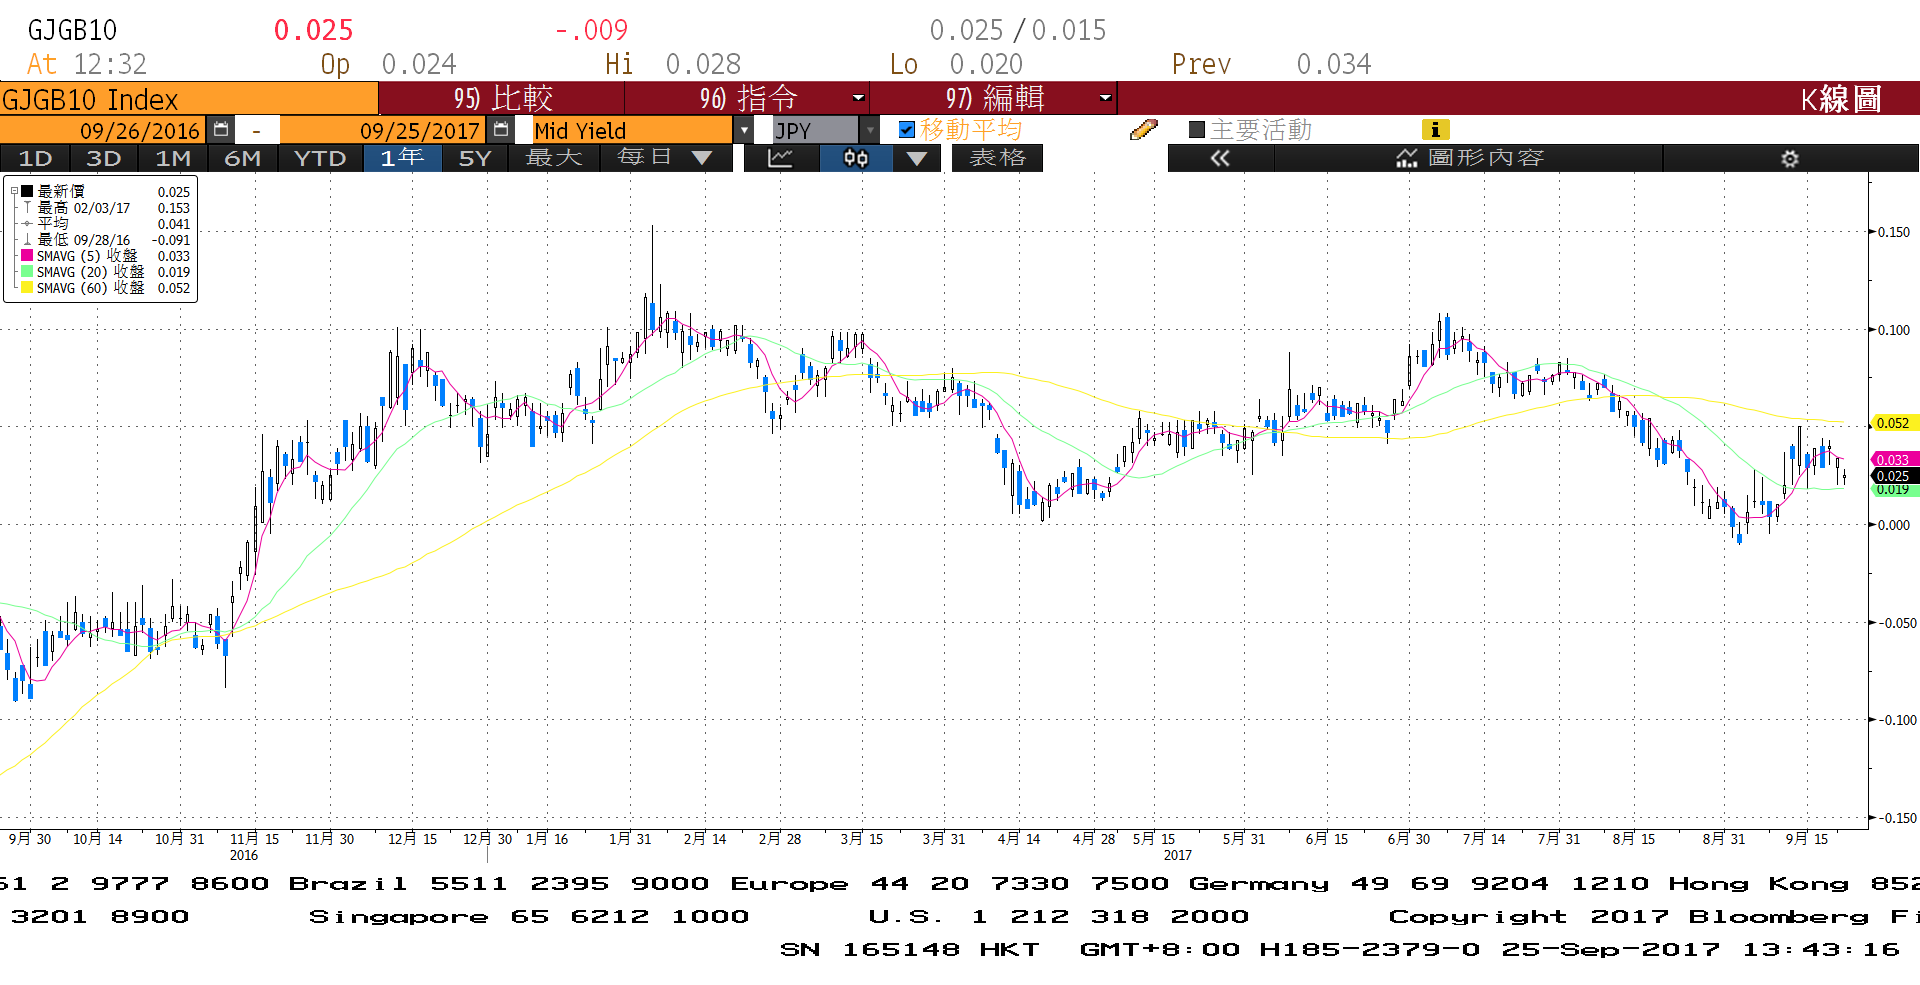 GJGB10 0.025 -.009 0.025 / 0.015
At 12:32 Op 0.024 Hi 0.028 Lo 0.020 Prev 0.034
GJGB10 Index 95) 比較 96) 指令 97) 編輯 K線圖
09/26/2016 - 09/25/2017 Mid Yield JPY 移動平均 主要活動 i
1D 3D 1M 6M YTD 1年 5Y 最大 每日 表格 圖形內容
最新價 0.025
最高 02/03/17 0.153
平均 0.041
最低 09/28/16 -0.091
SMAVG (5) 收盤 0.033
SMAVG (20) 收盤 0.019
SMAVG (60) 收盤 0.052
0.150
0.100
0.052
0.033
0.025
0.019
0.000
-0.050
-0.100
-0.150
9月 30 10月 14 10月 31 11月 15 11月 30 12月 15 12月 30 1月 16 1月 31 2月 14 2月 28 3月 15 3月 31 4月 14 4月 28 5月 15 5月 31 6月 15 6月 30 7月 14 7月 31 8月 15 8月 31 9月 15
2016 2017
61 2 9777 8600 Brazil 5511 2395 9000 Europe 44 20 7330 7500 Germany 49 69 9204 1210 Hong Kong 852
3201 8900 Singapore 65 6212 1000 U.S. 1 212 318 2000 Copyright 2017 Bloomberg Fi
SN 165148 HKT GMT+8:00 H185-2379-0 25-Sep-2017 13:43:16